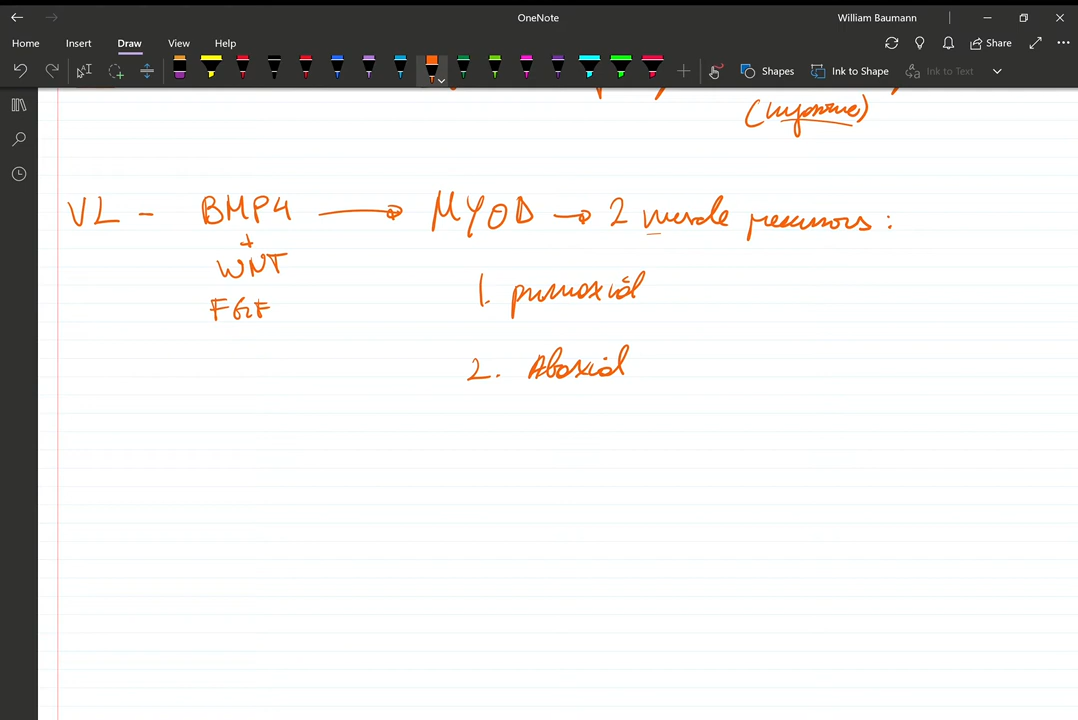 OneNote
William Baumann
Home Insert Draw View Help
Share
Shapes
Ink to Shape
Ink to Text
(hypomere)
VL - BMP4 → MYOD → 2 muscle precursors:
+
WNT
FGF
1. primaxial
2. Abaxial